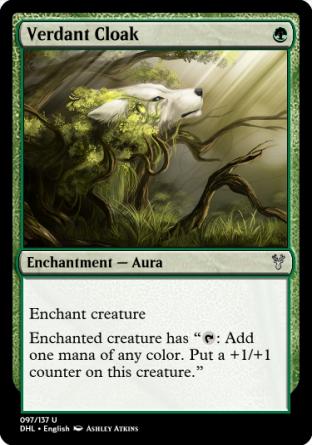 Verdant Cloak
Enchantment — Aura
Enchant creature
Enchanted creature has “: Add
one mana of any color. Put a +1/+1
counter on this creature.”
097/137 U
DHL • English Ashley Atkins